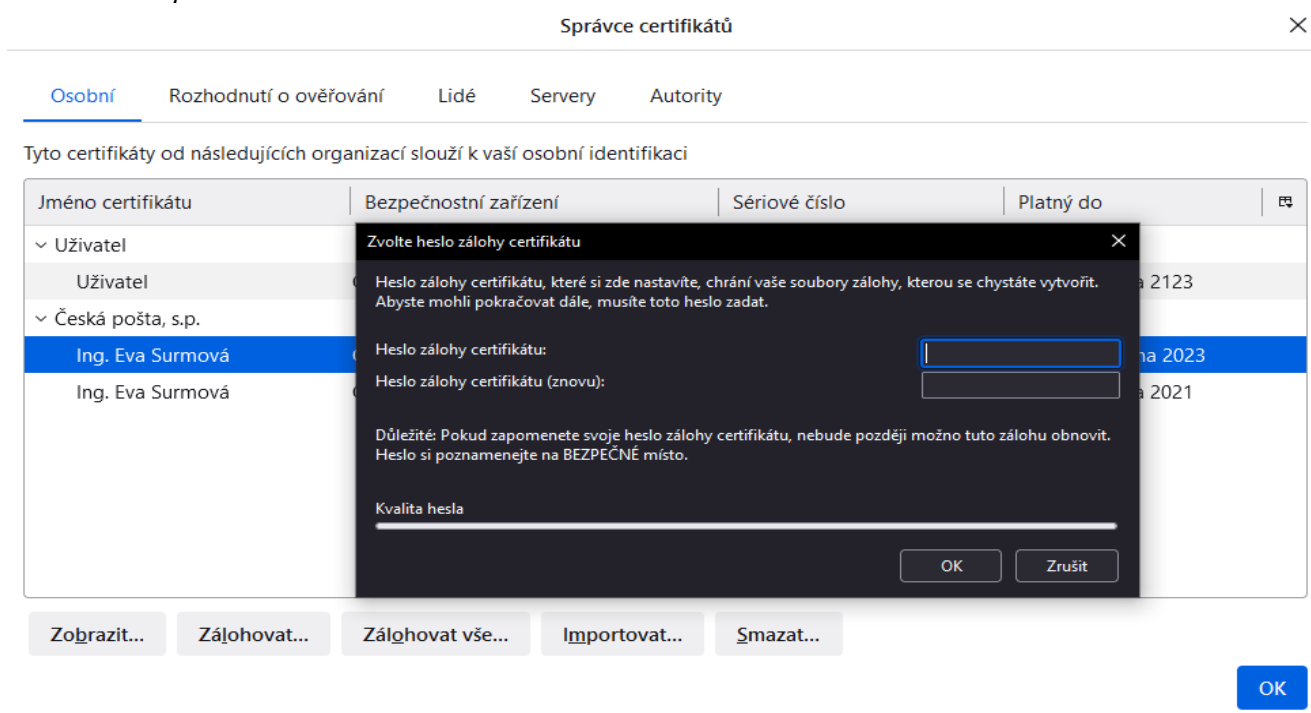 Správce certifikátů
Osobní Rozhodnutí o ověřování Lidé Servery Autority
Tyto certifikáty od následujících organizací slouží k vaší osobní identifikaci
Jméno certifikátu Bezpečnostní zařízení Sériové číslo Platný do
Uživatel
Uživatel 2123
Česká pošta, s.p.
Ing. Eva Surmová 2023
Ing. Eva Surmová 2021
Zvolte heslo zálohy certifikátu
Heslo zálohy certifikátu, které si zde nastavíte, chrání vaše soubory zálohy, kterou se chystáte vytvořit.
Abyste mohli pokračovat dále, musíte toto heslo zadat.
Heslo zálohy certifikátu:
Heslo zálohy certifikátu (znovu):
Důležité: Pokud zapomenete svoje heslo zálohy certifikátu, nebude později možno tuto zálohu obnovit.
Heslo si poznamenejte na BEZPEČNÉ místo.
Kvalita hesla
OK Zrušit
Zobrazit... Zálohovat... Zálohovat vše... Importovat... Smazat...
OK